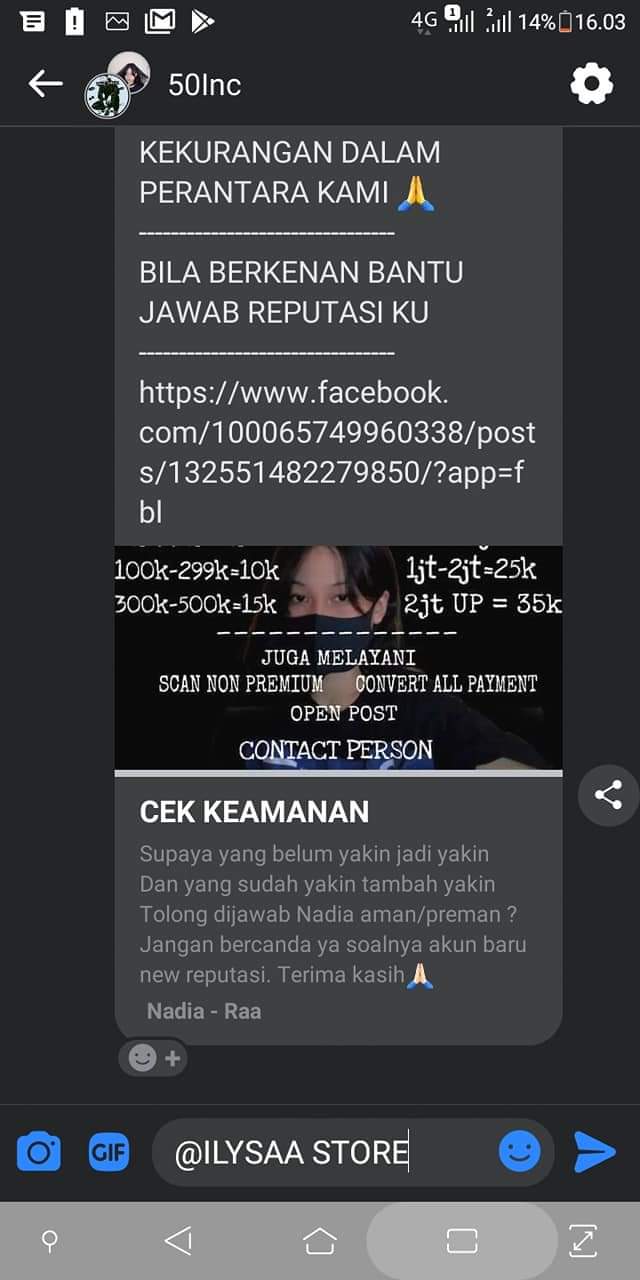 4G 1 2 14% 16.03
50Inc
KEKURANGAN DALAM
PERANTARA KAMI 🙏
--------------------------------
BILA BERKENAN BANTU
JAWAB REPUTASI KU
--------------------------------
https://www.facebook.
com/100065749960338/post
s/132551482279850/?app=f
bl
100k-299k=10k 1jt-2jt=25k
300k-500k=15k 2jt UP = 35k
--------------
JUGA MELAYANI
SCAN NON PREMIUM CONVERT ALL PAYMENT
OPEN POST
CONTACT PERSON
CEK KEAMANAN
Supaya yang belum yakin jadi yakin
Dan yang sudah yakin tambah yakin
Tolong dijawab Nadia aman/preman ?
Jangan bercanda ya soalnya akun baru
new reputasi. Terima kasih🙏🏻
Nadia - Raa
GIF @ILYSAA STORE